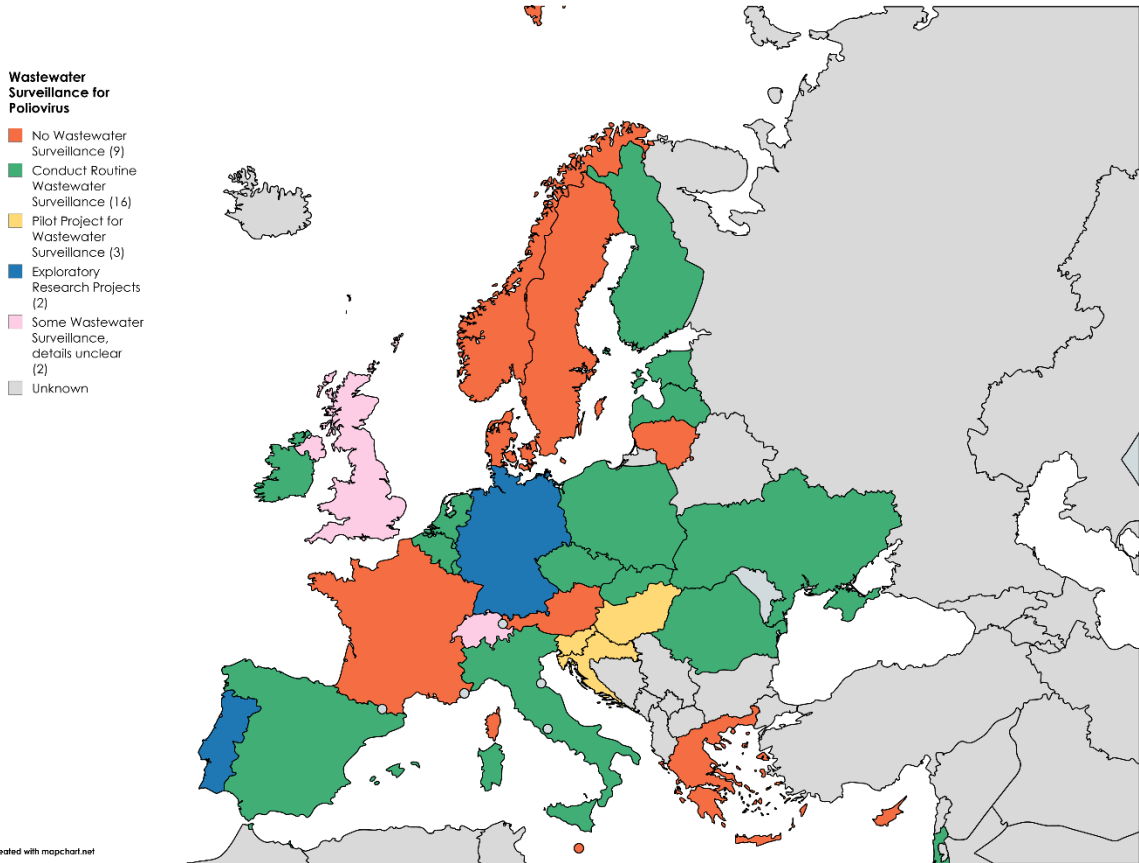 Wastewater
Surveillance for
Poliovirus
No Wastewater
Surveillance (9)
Conduct Routine
Wastewater
Surveillance (16)
Pilot Project for
Wastewater
Surveillance (3)
Exploratory
Research Projects
(2)
Some Wastewater
Surveillance,
details unclear
(2)
Unknown
eated with mapchart.net